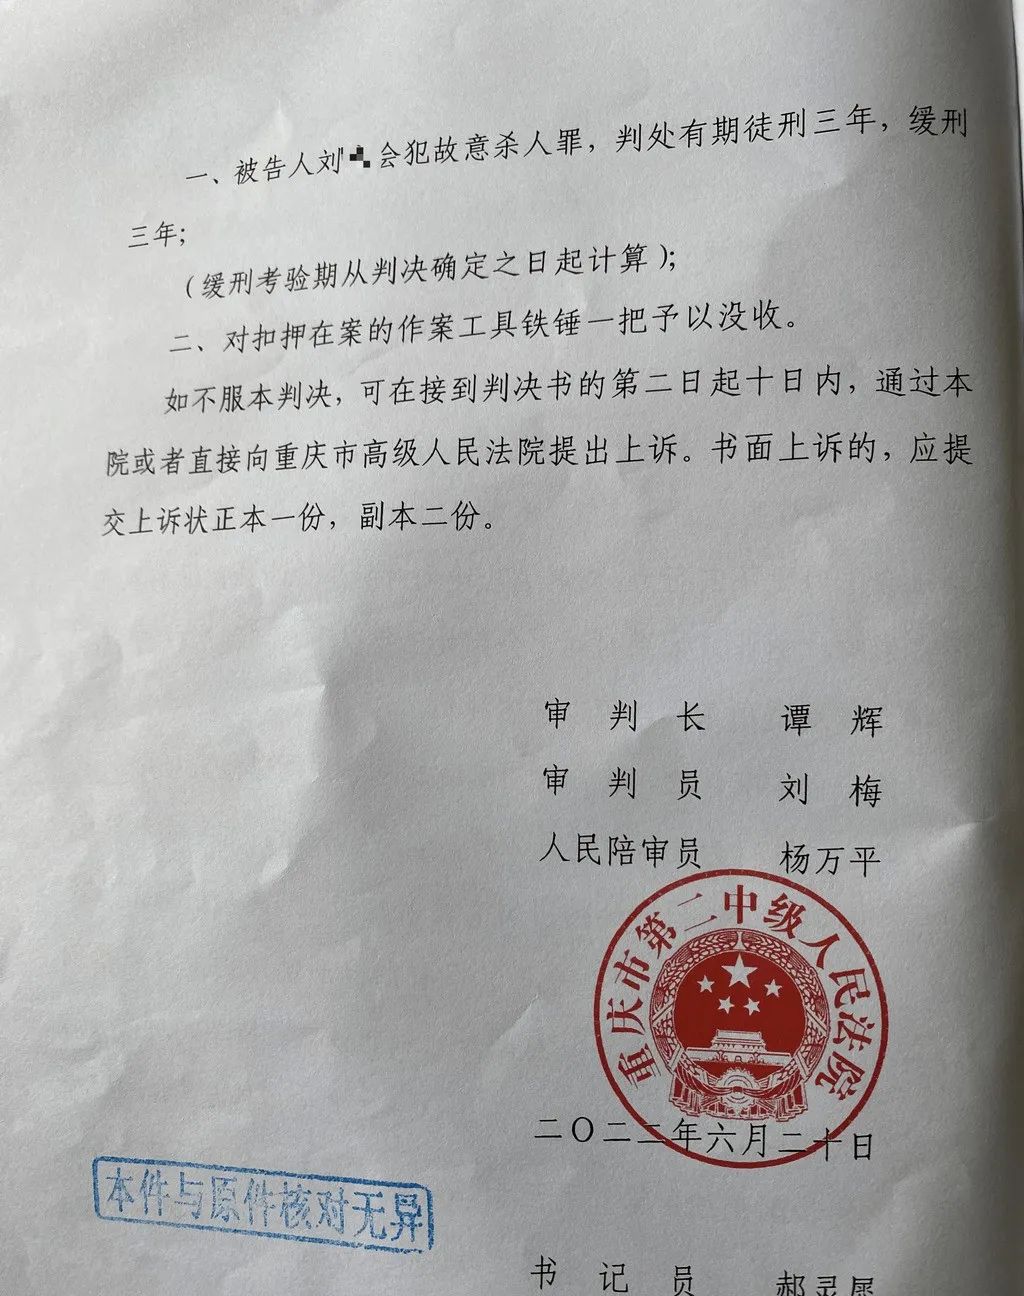 一、被告人刘 会犯故意杀人罪，判处有期徒刑三年，缓刑
三年；
（缓刑考验期从判决确定之日起计算）；
二、对扣押在案的作案工具铁锤一把予以没收。
如不服本判决，可在接到判决书的第二日起十日内，通过本
院或者直接向重庆市高级人民法院提出上诉。书面上诉的，应提
交上诉状正本一份，副本二份。
审 判 长 谭 辉
审 判 员 刘 梅
人民陪审员 杨万平
重庆市第二中级人民法院
二〇二二年六月二十日
本件与原件核对无异
书 记 员 郝灵犀